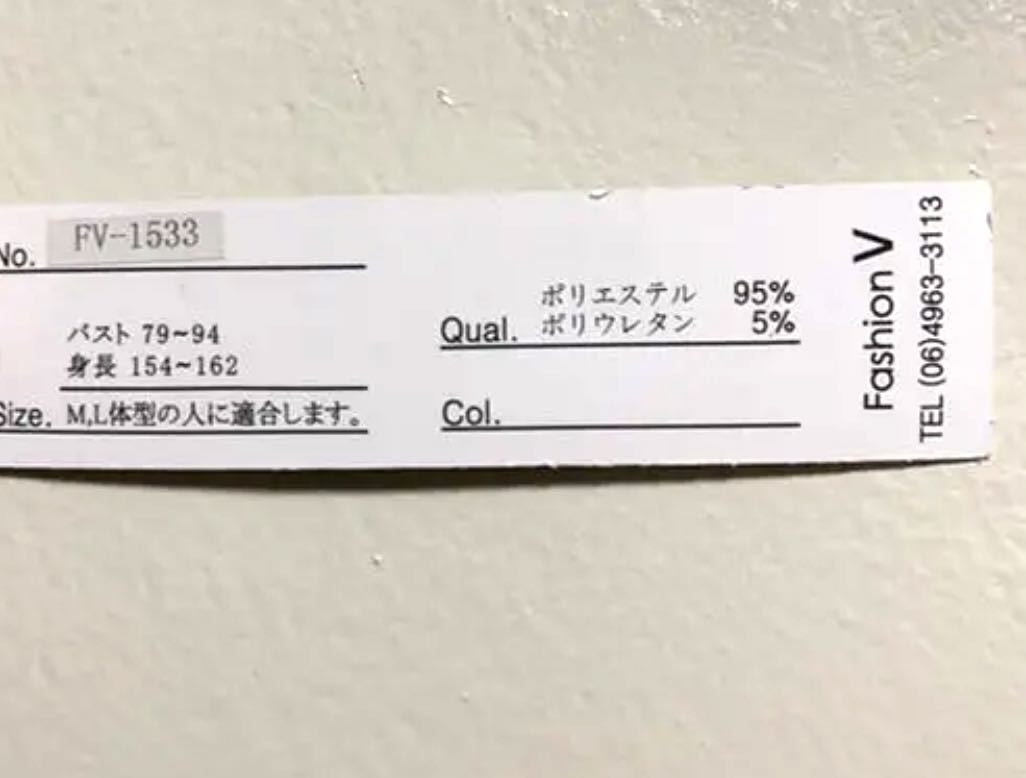 No. FV-1533
バスト 79~94
身長 154~162
Size. M,L体型の人に適合します。
ポリエステル 95%
Qual. ポリウレタン 5%
Col.
Fashion V
TEL (06)4963-3113